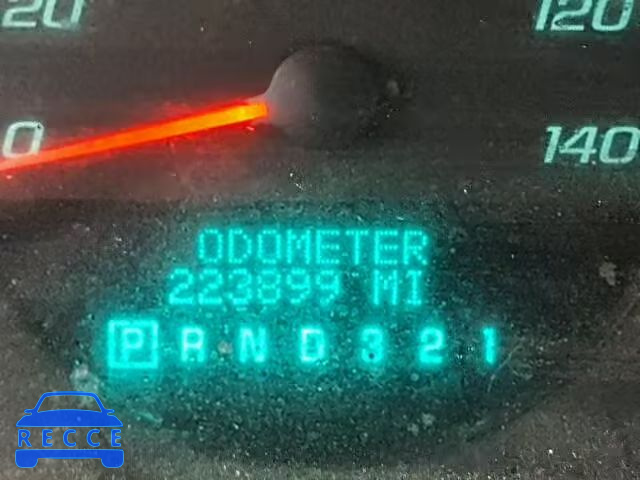 20 120
0 140
ODOMETER
223899 MI
P R N D 3 2 1
RECCE